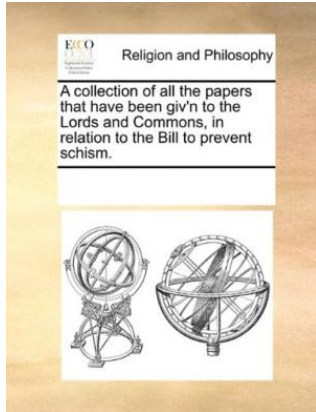 ECCO
Religion and Philosophy
A collection of all the papers
that have been giv'n to the
Lords and Commons, in
relation to the Bill to prevent
schism.